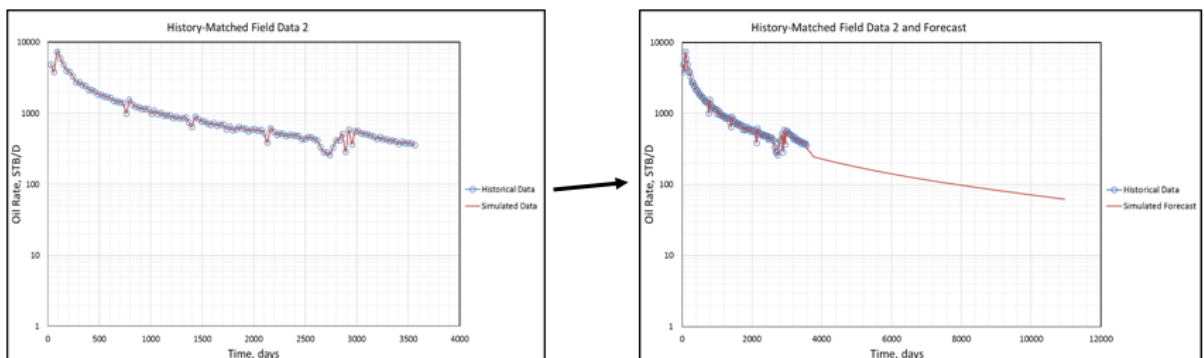 History-Matched Field Data 2
Oil Rate, STB/D
10000
1000
100
10
1
0 500 1000 1500 2000 2500 3000 3500 4000
Time, days
Historical Data
Simulated Data
History-Matched Field Data 2 and Forecast
Oil Rate, STB/D
10000
1000
100
10
1
0 2000 4000 6000 8000 10000 12000
Time, days
Historical Data
Simulated Forecast